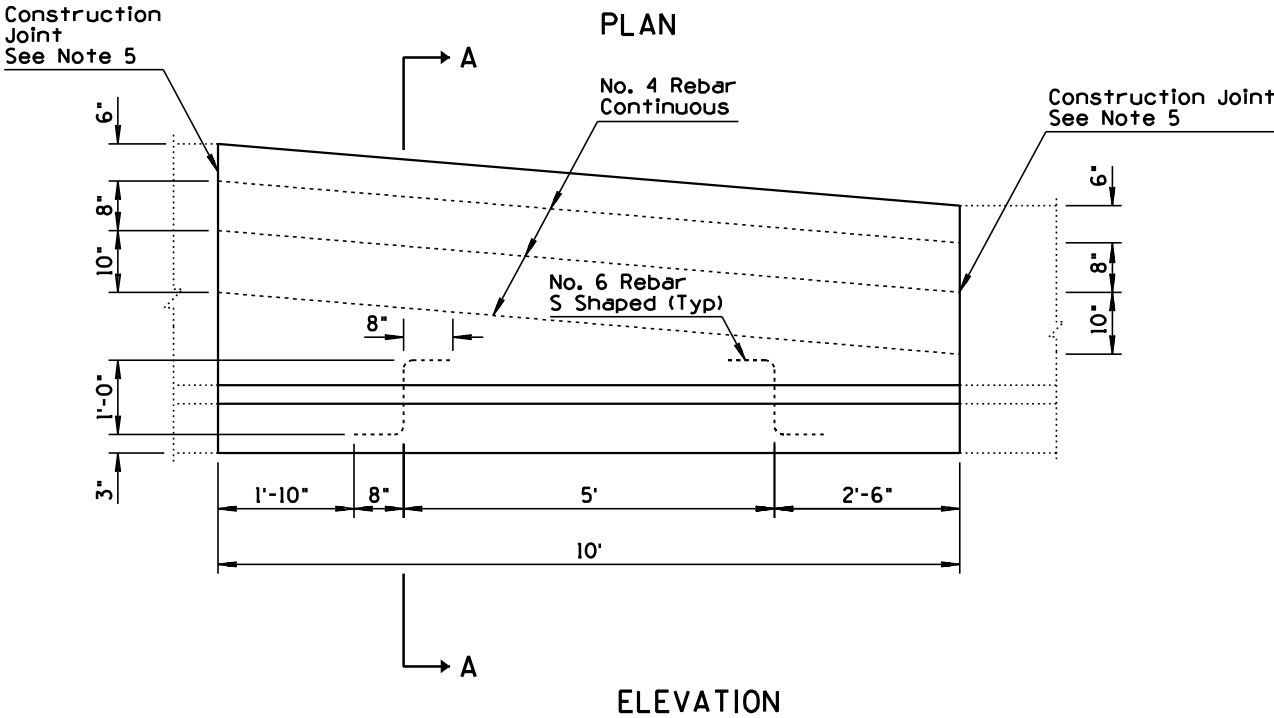 Construction
Joint
See Note 5
PLAN
A
No. 4 Rebar
Continuous
Construction Joint
See Note 5
6"
8"
10"
6"
8"
10"
No. 6 Rebar
S Shaped (Typ)
8"
1'-0"
3"
1'-10"
8"
5'
2'-6"
10'
A
ELEVATION